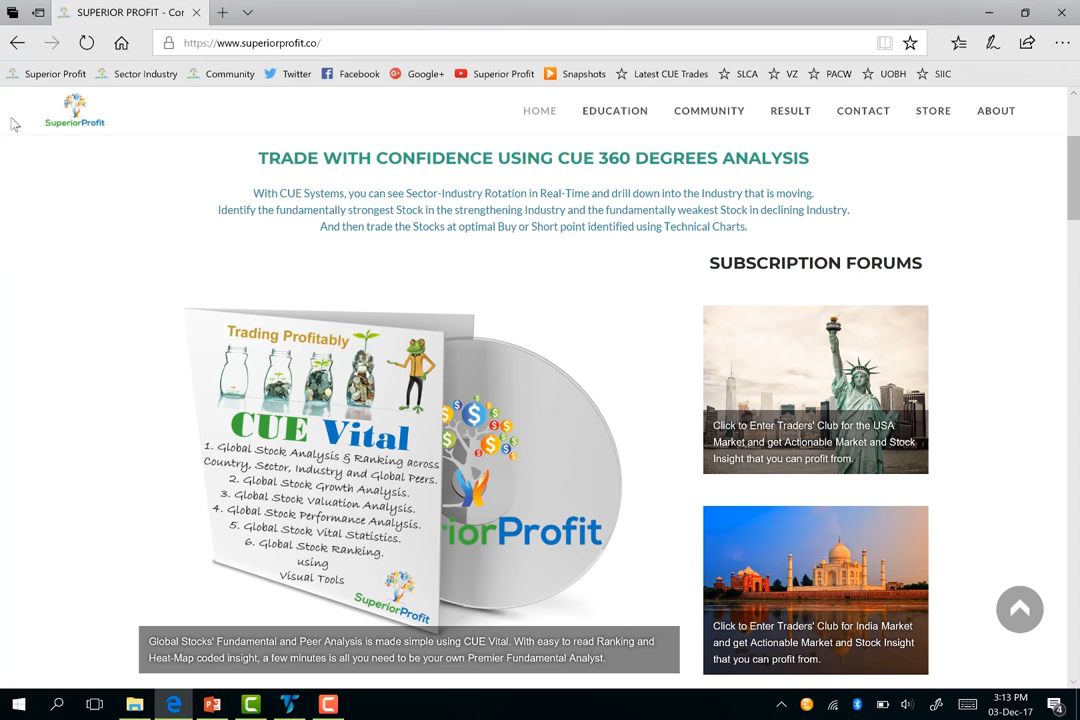 SUPERIOR PROFIT - Cor
https://www.superiorprofit.co/
Superior Profit Sector Industry Community Twitter Facebook Google+ Superior Profit Snapshots Latest CUE Trades SLCA VZ PACW UOBH SIIC
SuperiorProfit
HOME EDUCATION COMMUNITY RESULT CONTACT STORE ABOUT
TRADE WITH CONFIDENCE USING CUE 360 DEGREES ANALYSIS
With CUE Systems, you can see Sector-Industry Rotation in Real-Time and drill down into the Industry that is moving.
Identify the fundamentally strongest Stock in the strengthening Industry and the fundamentally weakest Stock in declining Industry.
And then trade the Stocks at optimal Buy or Short point identified using Technical Charts.
Trading Profitably
CUE Vital
1. Global Stock Analysis & Ranking across
Country, Sector, Industry and Global Peers.
2. Global Stock Growth Analysis.
3. Global Stock Valuation Analysis.
4. Global Stock Performance Analysis.
5. Global Stock Vital Statistics.
6. Global Stock Ranking.
using
Visual Tools
SuperiorProfit
iorProfit
Global Stocks' Fundamental and Peer Analysis is made simple using CUE Vital. With easy to read Ranking and
Heat-Map coded insight, a few minutes is all you need to be your own Premier Fundamental Analyst.
SUBSCRIPTION FORUMS
Click to Enter Traders' Club for the USA
Market and get Actionable Market and Stock
Insight that you can profit from.
Click to Enter Traders' Club for India Market
and get Actionable Market and Stock Insight
that you can profit from.
3:13 PM
03-Dec-17
4